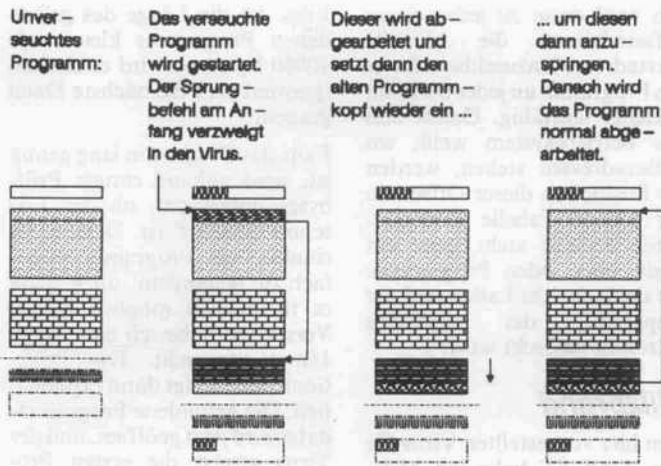 Unver –
seuchtes
Programm:
Das verseuchte
Programm
wird gestartet.
Der Sprung –
befehl am An –
fang verzweigt
in den Virus.
Dieser wird ab –
gearbeitet und
setzt dann den
alten Programm –
kopf wieder ein ...
... um diesen
dann anzu –
springen.
Danach wird
das Programm
normal abge –
arbeitet.